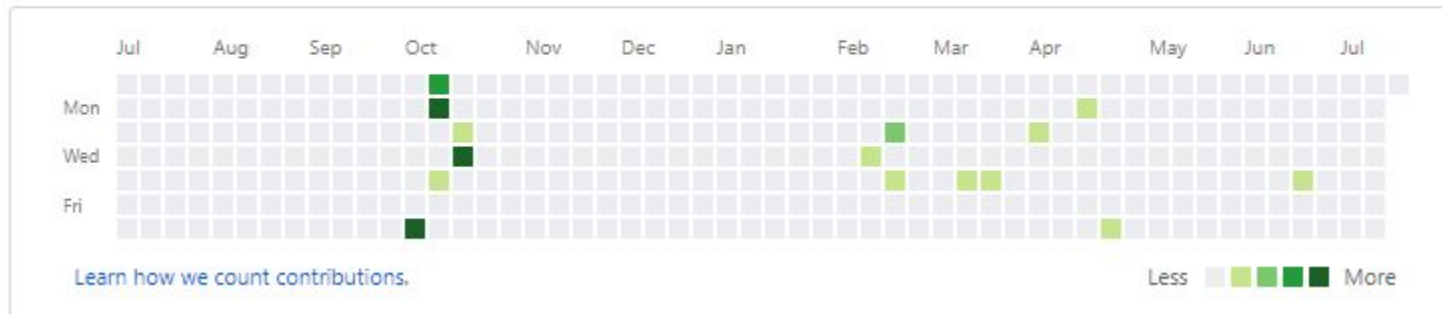 Jul Aug Sep Oct Nov Dec Jan Feb Mar Apr May Jun Jul
Mon
Wed
Fri
Learn how we count contributions. Less More